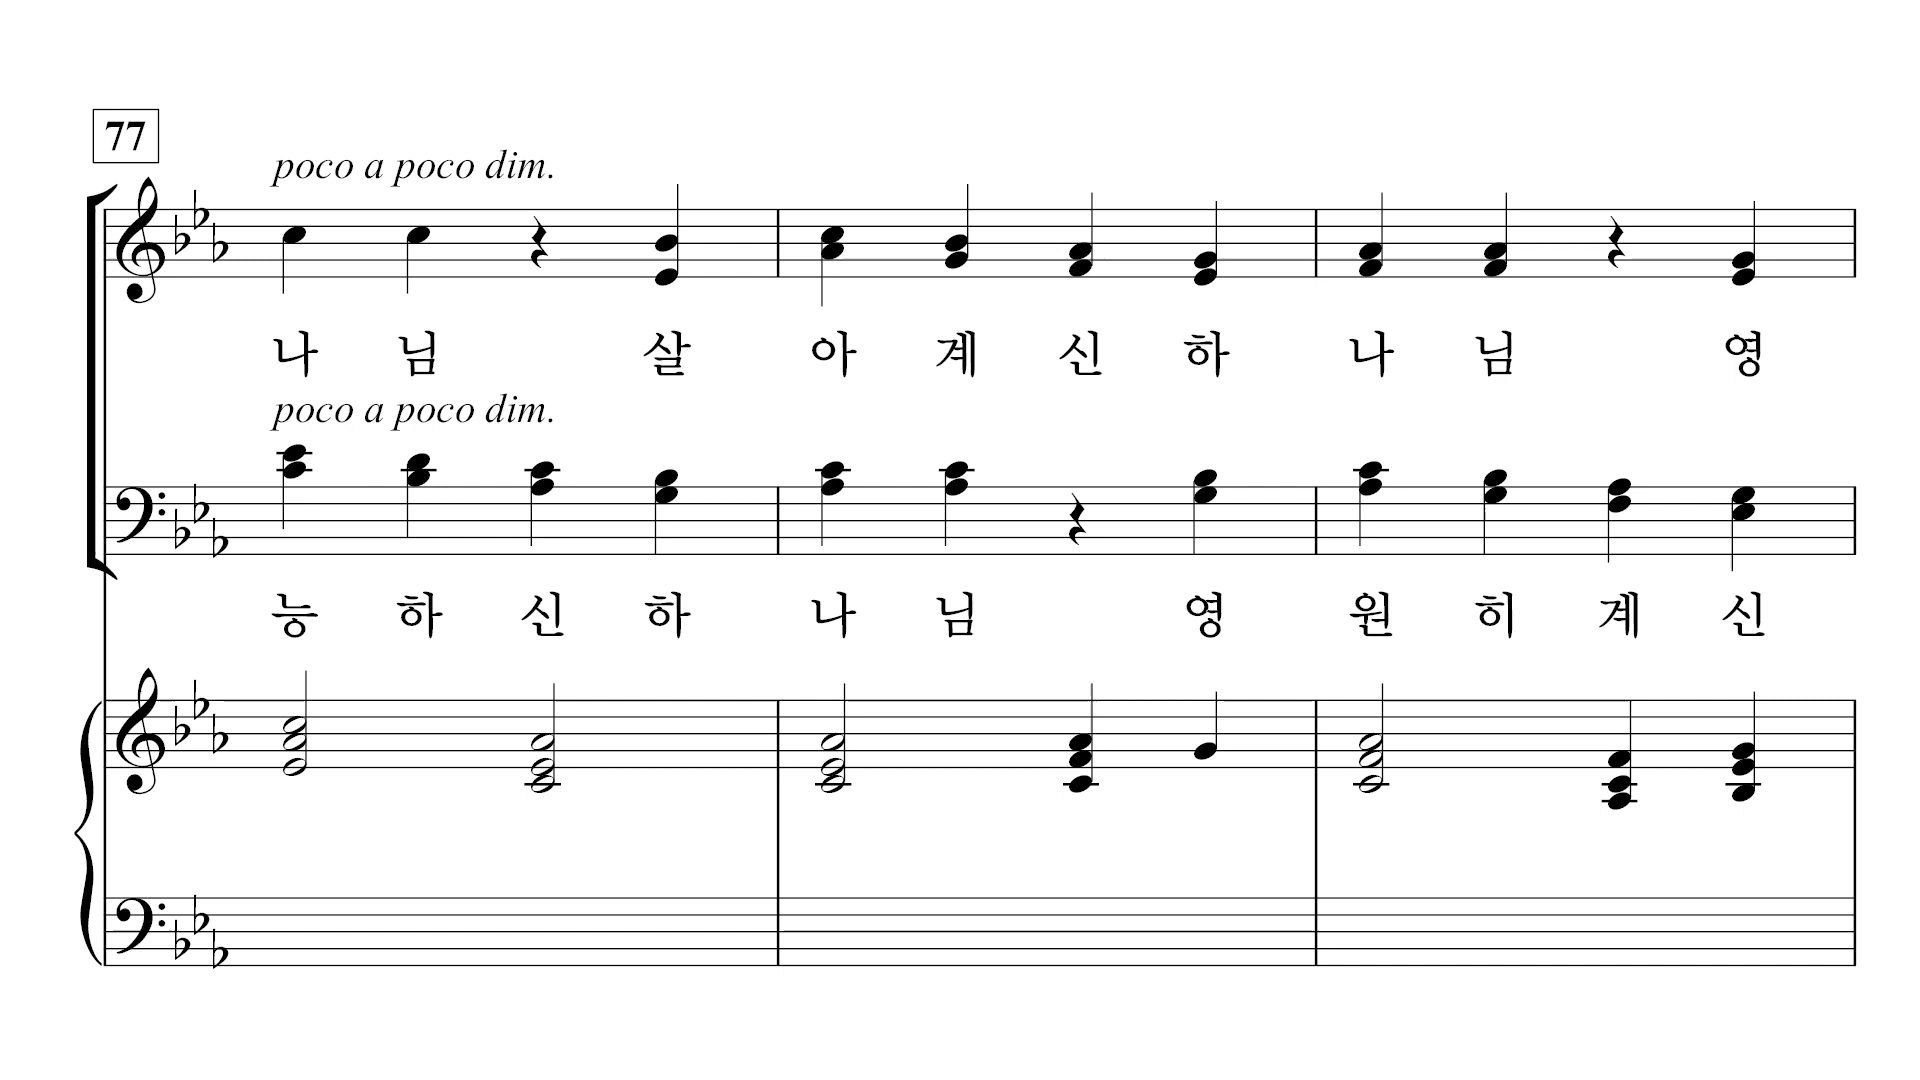 77
poco a poco dim.
나 님 살 아 계 신 하 나 님 영
poco a poco dim.
능 하 신 하 나 님 영 원 히 계 신